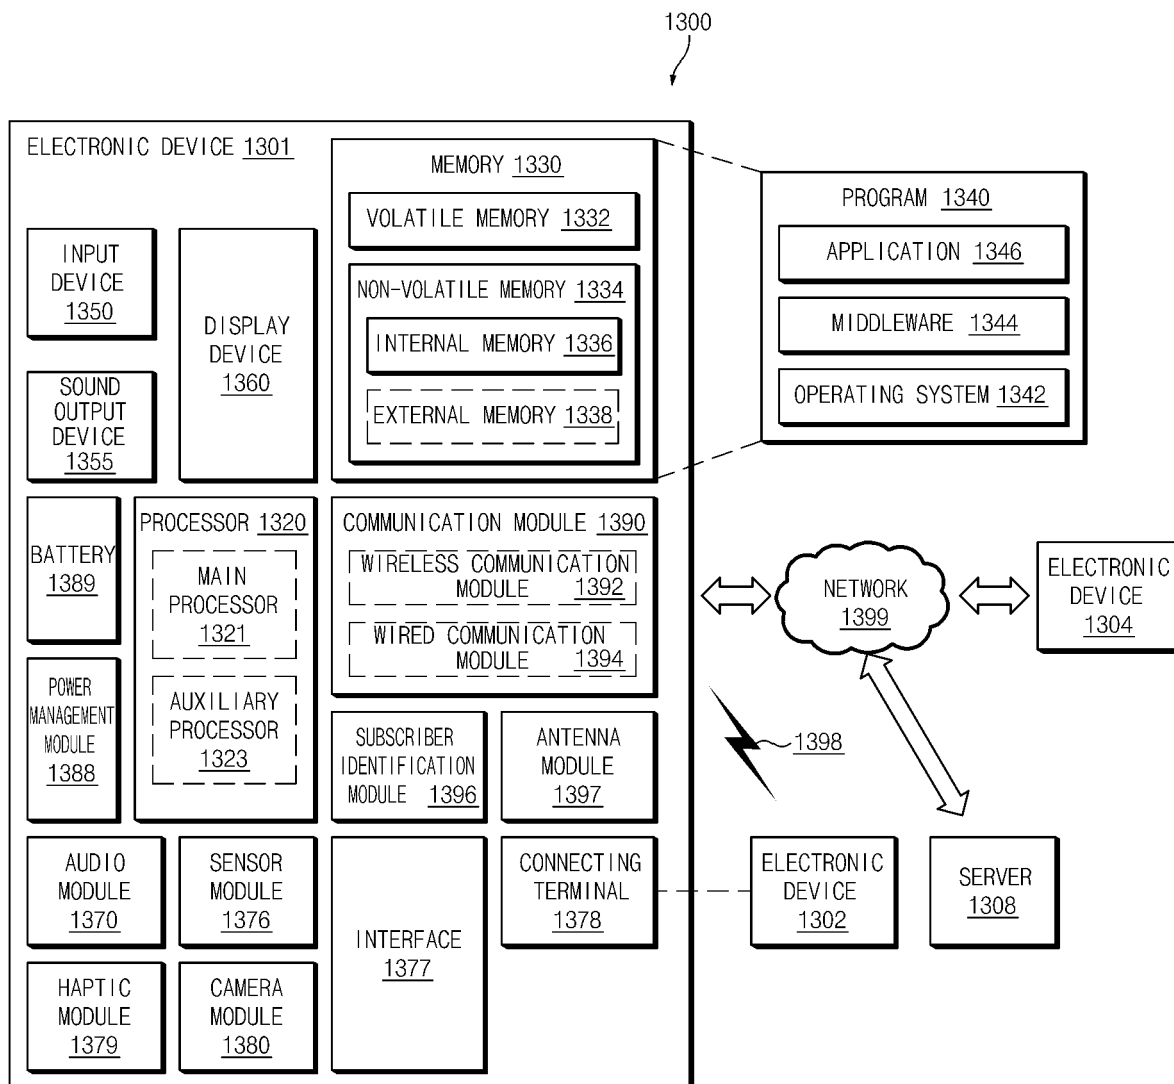 1300
ELECTRONIC DEVICE 1301
INPUT
DEVICE
1350
SOUND
OUTPUT
DEVICE
1355
DISPLAY
DEVICE
1360
MEMORY 1330
VOLATILE MEMORY 1332
NON-VOLATILE MEMORY 1334
INTERNAL MEMORY 1336
EXTERNAL MEMORY 1338
PROGRAM 1340
APPLICATION 1346
MIDDLEWARE 1344
OPERATING SYSTEM 1342
BATTERY
1389
POWER
MANAGEMENT
MODULE
1388
PROCESSOR 1320
MAIN
PROCESSOR
1321
AUXILIARY
PROCESSOR
1323
COMMUNICATION MODULE 1390
WIRELESS COMMUNICATION
MODULE 1392
WIRED COMMUNICATION
MODULE 1394
SUBSCRIBER
IDENTIFICATION
MODULE 1396
ANTENNA
MODULE
1397
NETWORK
1399
ELECTRONIC
DEVICE
1304
1398
AUDIO
MODULE
1370
SENSOR
MODULE
1376
INTERFACE
1377
CONNECTING
TERMINAL
1378
ELECTRONIC
DEVICE
1302
SERVER
1308
HAPTIC
MODULE
1379
CAMERA
MODULE
1380